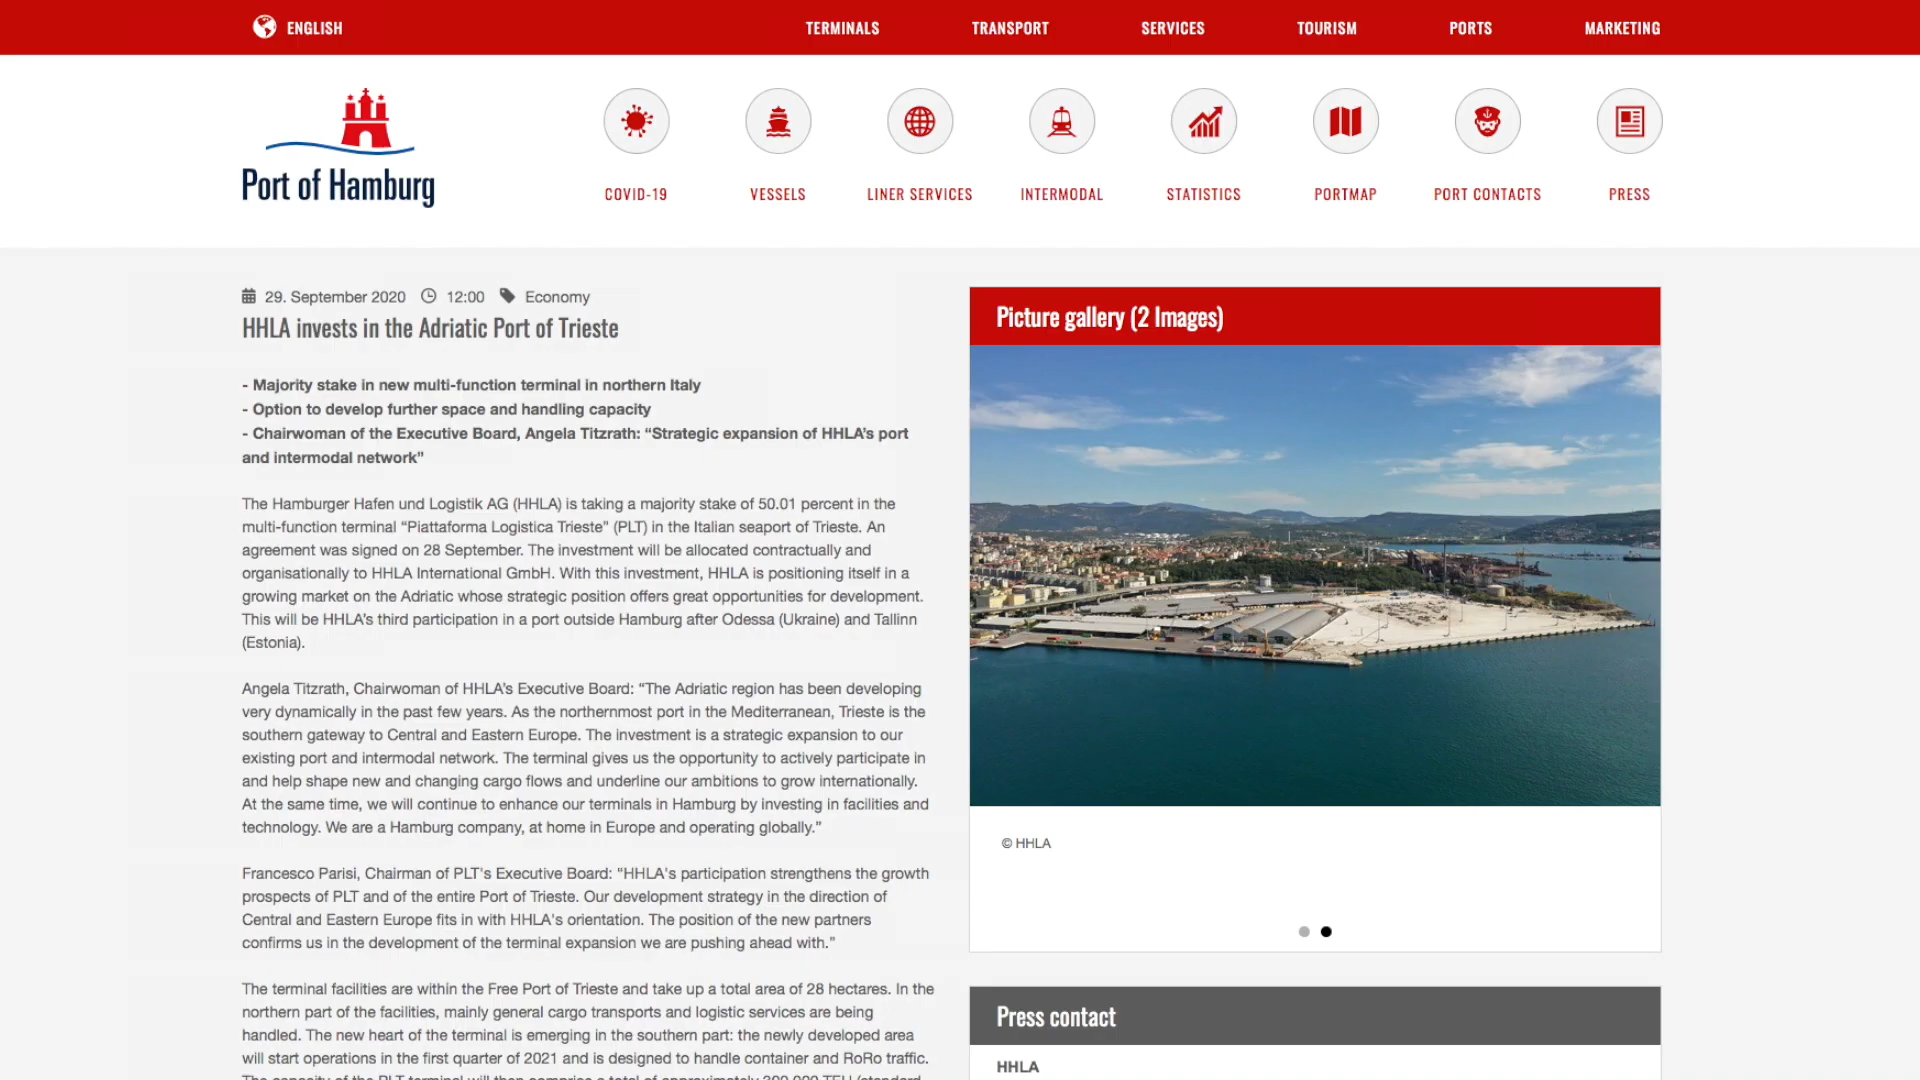 ENGLISH
TERMINALS
TRANSPORT
SERVICES
TOURISM
PORTS
MARKETING
Port of Hamburg
COVID-19
VESSELS
LINER SERVICES
INTERMODAL
STATISTICS
PORTMAP
PORT CONTACTS
PRESS
29. September 2020 12:00 Economy
HHLA invests in the Adriatic Port of Trieste
- Majority stake in new multi-function terminal in northern Italy
- Option to develop further space and handling capacity
- Chairwoman of the Executive Board, Angela Titzrath: “Strategic expansion of HHLA’s port
and intermodal network”
The Hamburger Hafen und Logistik AG (HHLA) is taking a majority stake of 50.01 percent in the
multi-function terminal “Piattaforma Logistica Trieste” (PLT) in the Italian seaport of Trieste. An
agreement was signed on 28 September. The investment will be allocated contractually and
organisationally to HHLA International GmbH. With this investment, HHLA is positioning itself in a
growing market on the Adriatic whose strategic position offers great opportunities for development.
This will be HHLA’s third participation in a port outside Hamburg after Odessa (Ukraine) and Tallinn
(Estonia).
Angela Titzrath, Chairwoman of HHLA’s Executive Board: “The Adriatic region has been developing
very dynamically in the past few years. As the northernmost port in the Mediterranean, Trieste is the
southern gateway to Central and Eastern Europe. The investment is a strategic expansion to our
existing port and intermodal network. The terminal gives us the opportunity to actively participate in
and help shape new and changing cargo flows and underline our ambitions to grow internationally.
At the same time, we will continue to enhance our terminals in Hamburg by investing in facilities and
technology. We are a Hamburg company, at home in Europe and operating globally.”
Francesco Parisi, Chairman of PLT's Executive Board: “HHLA's participation strengthens the growth
prospects of PLT and of the entire Port of Trieste. Our development strategy in the direction of
Central and Eastern Europe fits in with HHLA's orientation. The position of the new partners
confirms us in the development of the terminal expansion we are pushing ahead with.”
The terminal facilities are within the Free Port of Trieste and take up a total area of 28 hectares. In the
northern part of the facilities, mainly general cargo transports and logistic services are being
handled. The new heart of the terminal is emerging in the southern part: the newly developed area
will start operations in the first quarter of 2021 and is designed to handle container and RoRo traffic.
The capacity of the PLT terminal will then comprise a total of approximately 300,000 TEU (standard
Picture gallery (2 Images)
© HHLA
Press contact
HHLA